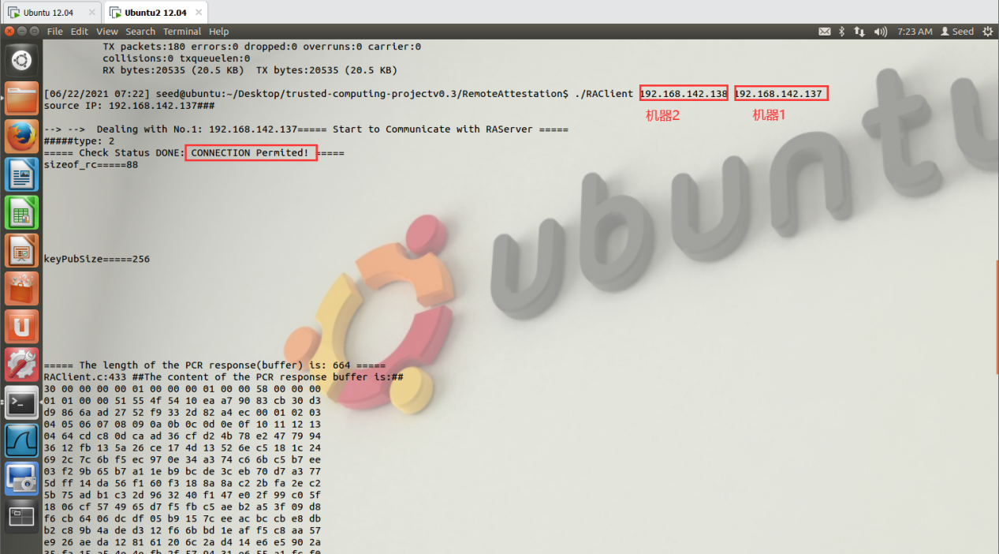 Ubuntu 12.04
Ubuntu2 12.04
File Edit View Search Terminal Help
7:23 AM Seed
TX packets:180 errors:0 dropped:0 overruns:0 carrier:0
collisions:0 txqueuelen:0
RX bytes:20535 (20.5 KB) TX bytes:20535 (20.5 KB)
[06/22/2021 07:22] seed@ubuntu:~/Desktop/trusted-computing-projectv0.3/RemoteAttestation$ ./RAClient 192.168.142.138 192.168.142.137
source IP: 192.168.142.137###
机器2 机器1
--> --> Dealing with No.1: 192.168.142.137===== Start to Communicate with RAServer =====
#####type: 2
===== Check Status DONE: CONNECTION Permited! =====
sizeof_rc=====88
keyPubSize=====256
===== The length of the PCR response(buffer) is: 664 =====
RAClient.c:433 ##The content of the PCR response buffer is:##
30 00 00 00 00 01 00 00 00 01 00 00 58 00 00 00
01 01 00 00 51 55 4f 54 10 ea a7 90 83 cb 30 d3
d9 86 6a ad 27 52 f9 33 2d 82 a4 ec 00 01 02 03
04 05 06 07 08 09 0a 0b 0c 0d 0e 0f 10 11 12 13
04 64 cd c8 0d ca ad 36 cf d2 4b 78 e2 47 79 94
36 12 fb 13 5a 26 ce 17 4d 13 52 6e c5 18 1c 24
69 2c 7c 6b f5 ec 97 0e 34 a3 74 c6 6b c5 b7 ee
03 f2 9b 65 b7 a1 1e b9 bc de 3c eb 70 d7 a3 77
5d ff 14 da 56 f1 60 f3 18 8a 8a c2 2b fa 2e c2
5b 75 ad b1 c3 2d 96 32 40 f1 47 e0 2f 99 c0 5f
18 06 cf 57 49 65 d7 f5 fb c5 ae b2 a5 3f 09 d8
f6 cb 64 06 dc df 05 b9 15 7c ee ac bc cb e8 db
b2 c8 9b 4a de d3 12 f6 6b bd 1e af f5 c8 aa 57
e9 26 ae da 12 81 61 20 6c 2a d4 14 e6 e5 90 2a
ubuntu